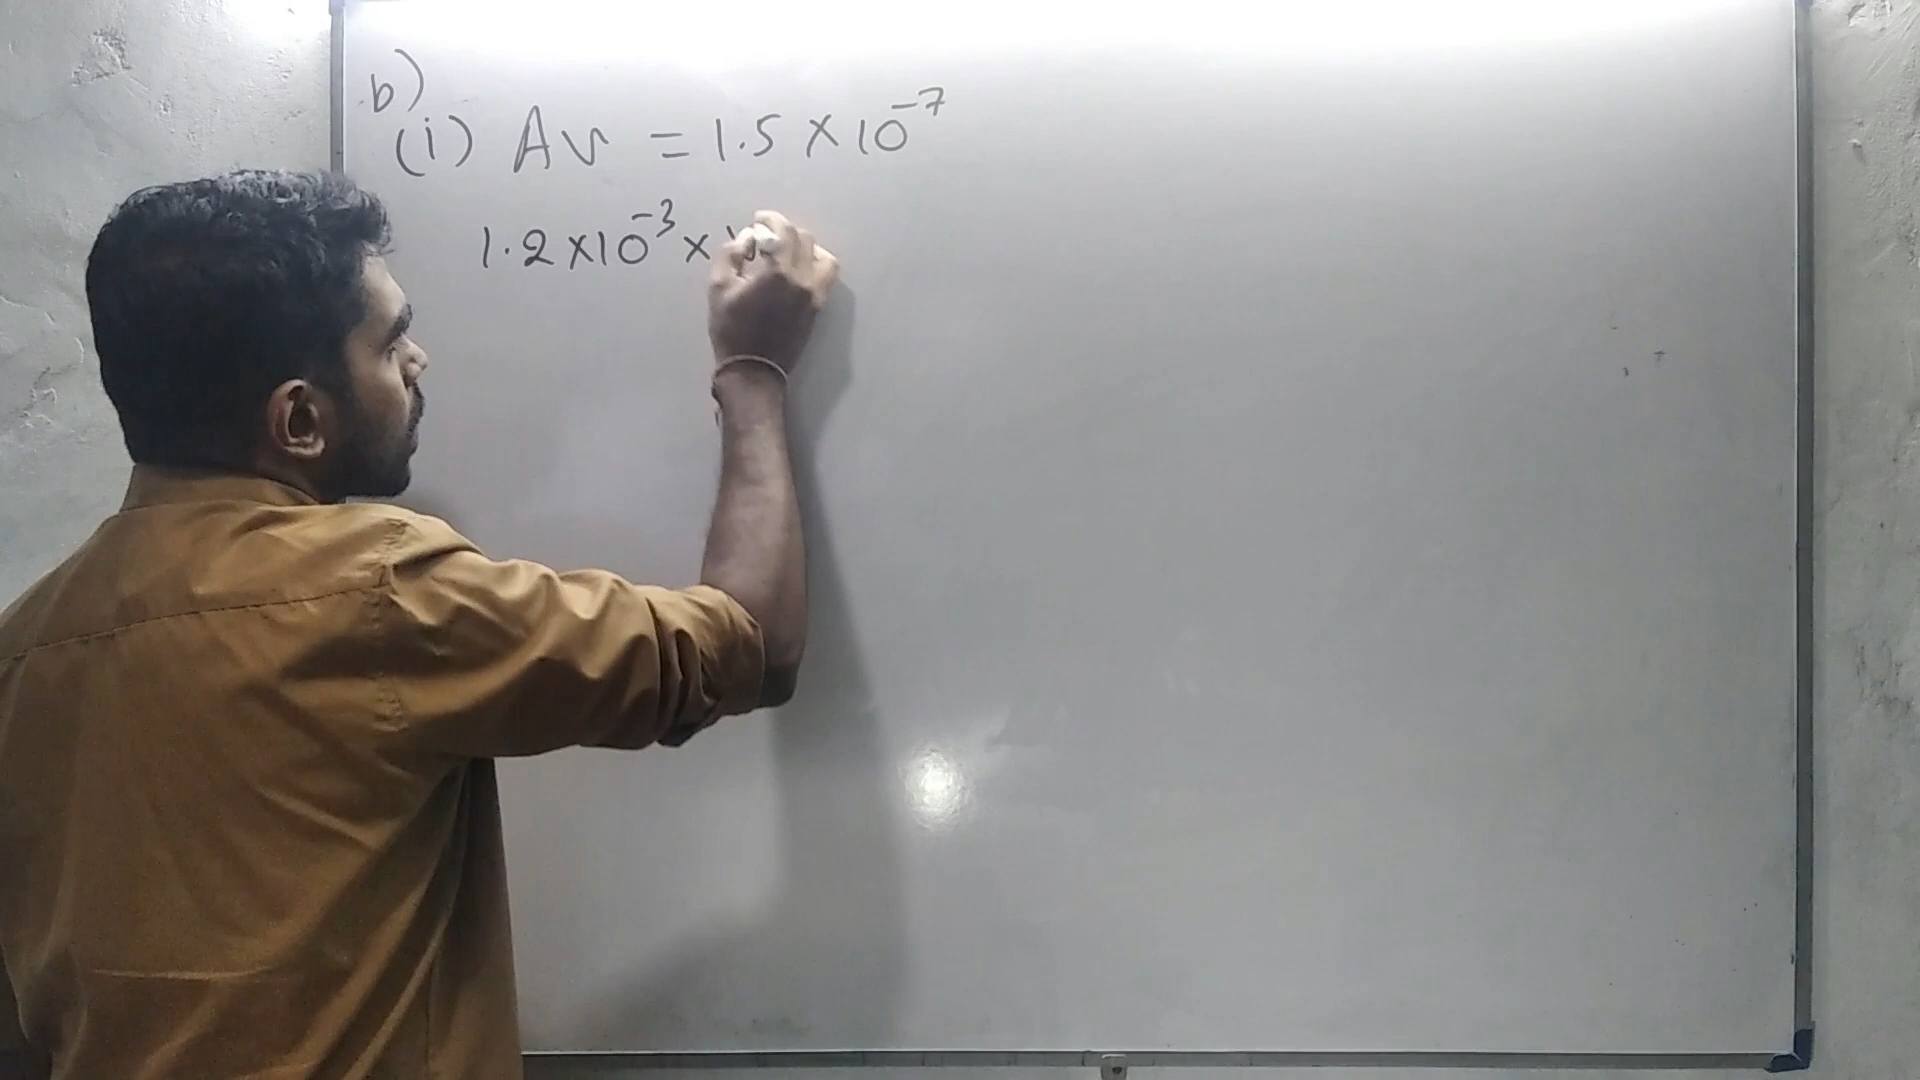 b)
(i) Av = 1.5 × 10⁻⁷
1.2 × 10⁻³ ×